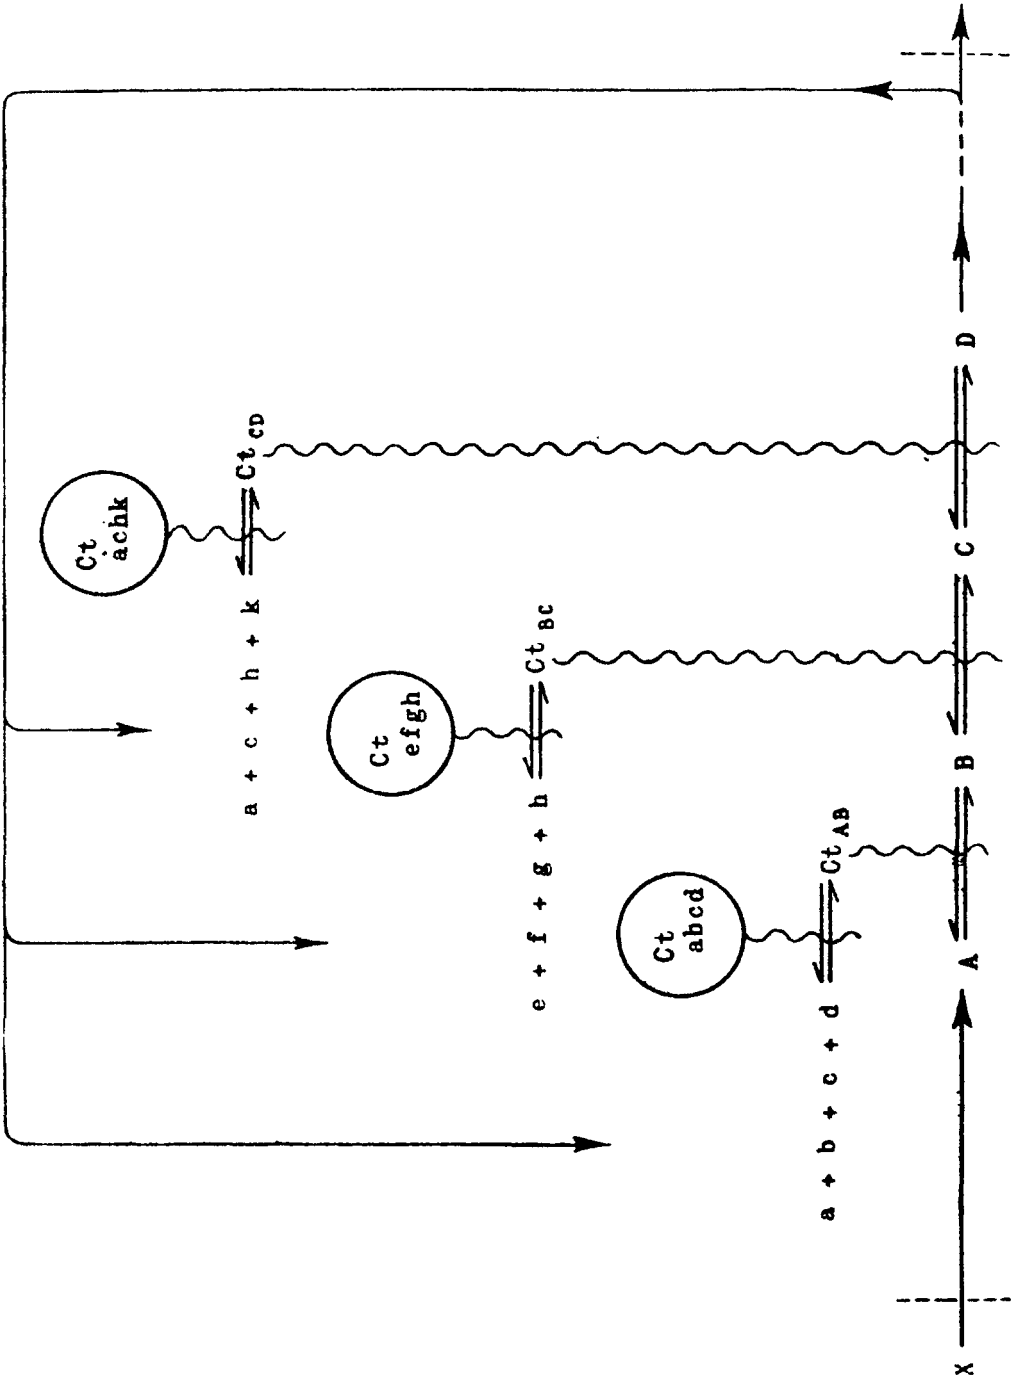 Ct
achk
a + c + h + k
Ct CD
Ct
efgh
e + f + g + h
Ct BC
Ct
abcd
a + b + c + d
Ct AB
X A B C D